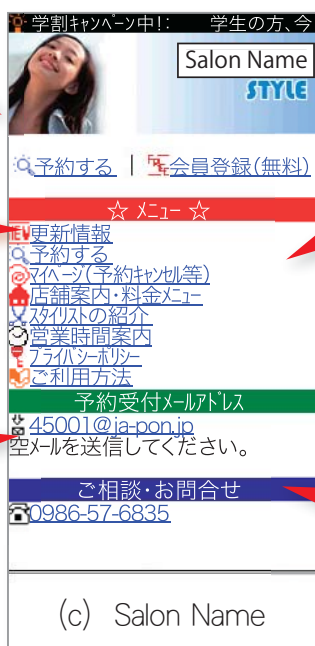 学割ｷｬﾝﾍﾟｰﾝ中!: 学生の方、今
Salon Name
STYLE
予約する | FREE会員登録(無料)
☆ ﾒﾆｭｰ ☆
更新情報
予約する
ﾏｲﾍﾟｰｼﾞ(予約ｷｬﾝｾﾙ等)
店舗案内・料金ﾒﾆｭｰ
ｽﾀｲﾘｽﾄの紹介
営業時間案内
ﾌﾟﾗｲﾊﾞｼｰﾎﾟﾘｼｰ
ご利用方法
予約受付ﾒｰﾙｱﾄﾞﾚｽ
45001@ja-pon.jp
空ﾒｰﾙを送信してください。
ご相談・お問合せ
0986-57-6835
(c) Salon Name